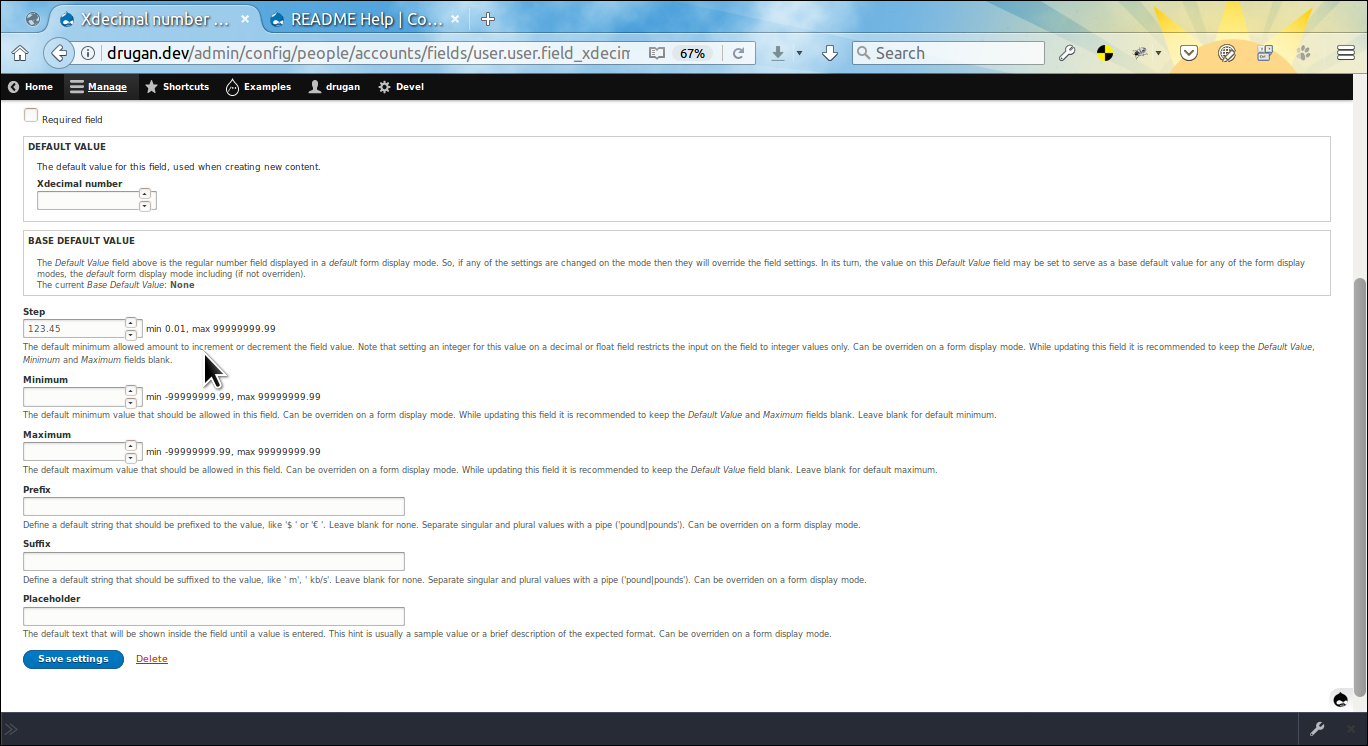 Xdecimal number ...
README Help | Co...
drugan.dev/admin/config/people/accounts/fields/user.user.field_xdecim
67%
Search
Home
Manage
Shortcuts
Examples
drugan
Devel
Required field
DEFAULT VALUE
The default value for this field, used when creating new content.
Xdecimal number
BASE DEFAULT VALUE
The Default Value field above is the regular number field displayed in a default form display mode. So, if any of the settings are changed on the mode then they will override the field settings. In its turn, the value on this Default Value field may be set to serve as a base default value for any of the form display
modes, the default form display mode including (if not overriden).
The current Base Default Value: None
Step
123.45 min 0.01, max 99999999.99
The default minimum allowed amount to increment or decrement the field value. Note that setting an integer for this value on a decimal or float field restricts the input on the field to integer values only. Can be overriden on a form display mode. While updating this field it is recommended to keep the Default Value,
Minimum and Maximum fields blank.
Minimum
min -99999999.99, max 99999999.99
The default minimum value that should be allowed in this field. Can be overriden on a form display mode. While updating this field it is recommended to keep the Default Value and Maximum fields blank. Leave blank for default minimum.
Maximum
min -99999999.99, max 99999999.99
The default maximum value that should be allowed in this field. Can be overriden on a form display mode. While updating this field it is recommended to keep the Default Value field blank. Leave blank for default maximum.
Prefix
Define a default string that should be prefixed to the value, like '$ ' or '€ '. Leave blank for none. Separate singular and plural values with a pipe ('pound|pounds'). Can be overriden on a form display mode.
Suffix
Define a default string that should be suffixed to the value, like ' m', ' kb/s'. Leave blank for none. Separate singular and plural values with a pipe ('pound|pounds'). Can be overriden on a form display mode.
Placeholder
The default text that will be shown inside the field until a value is entered. This hint is usually a sample value or a brief description of the expected format. Can be overriden on a form display mode.
Save settings
Delete